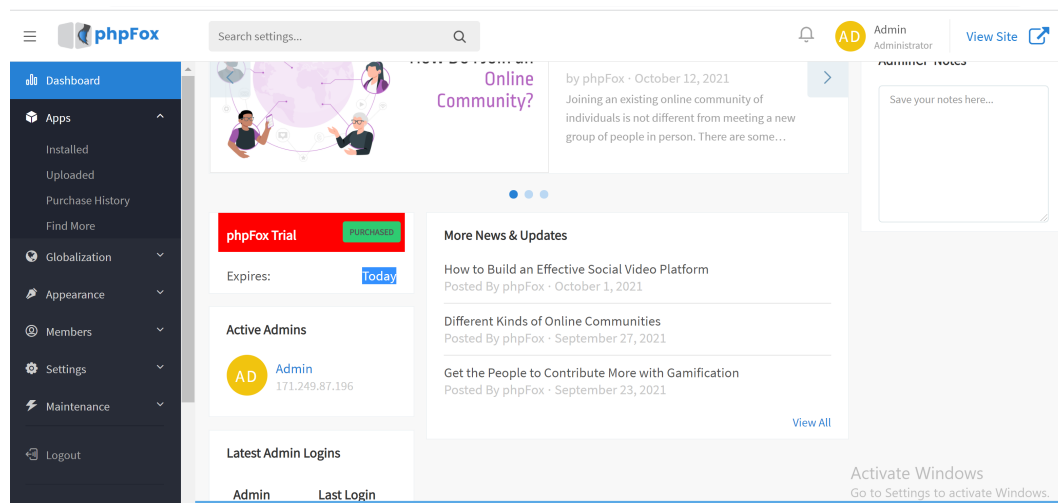 phpFox
Search settings...
AD
Admin
Administrator
View Site
Dashboard
Apps
Installed
Uploaded
Purchase History
Find More
Globalization
Appearance
Members
Settings
Maintenance
Logout
Online
Community?
by phpFox · October 12, 2021
Joining an existing online community of
individuals is not different from meeting a new
group of people in person. There are some…
Save your notes here...
phpFox Trial
PURCHASED
Expires:
Today
Active Admins
AD
Admin
171.249.87.196
Latest Admin Logins
Admin
Last Login
More News & Updates
How to Build an Effective Social Video Platform
Posted By phpFox · October 1, 2021
Different Kinds of Online Communities
Posted By phpFox · September 27, 2021
Get the People to Contribute More with Gamification
Posted By phpFox · September 23, 2021
View All
Activate Windows
Go to Settings to activate Windows.